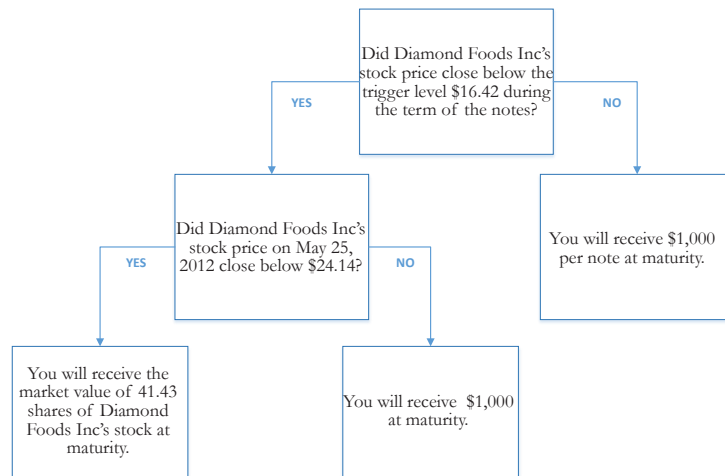 Did Diamond Foods Inc's
stock price close below the
trigger level $16.42 during
the term of the notes?
YES
NO
Did Diamond Foods Inc's
stock price on May 25,
2012 close below $24.14?
You will receive $1,000
per note at maturity.
YES
NO
You will receive the
market value of 41.43
shares of Diamond
Foods Inc's stock at
maturity.
You will receive $1,000
at maturity.